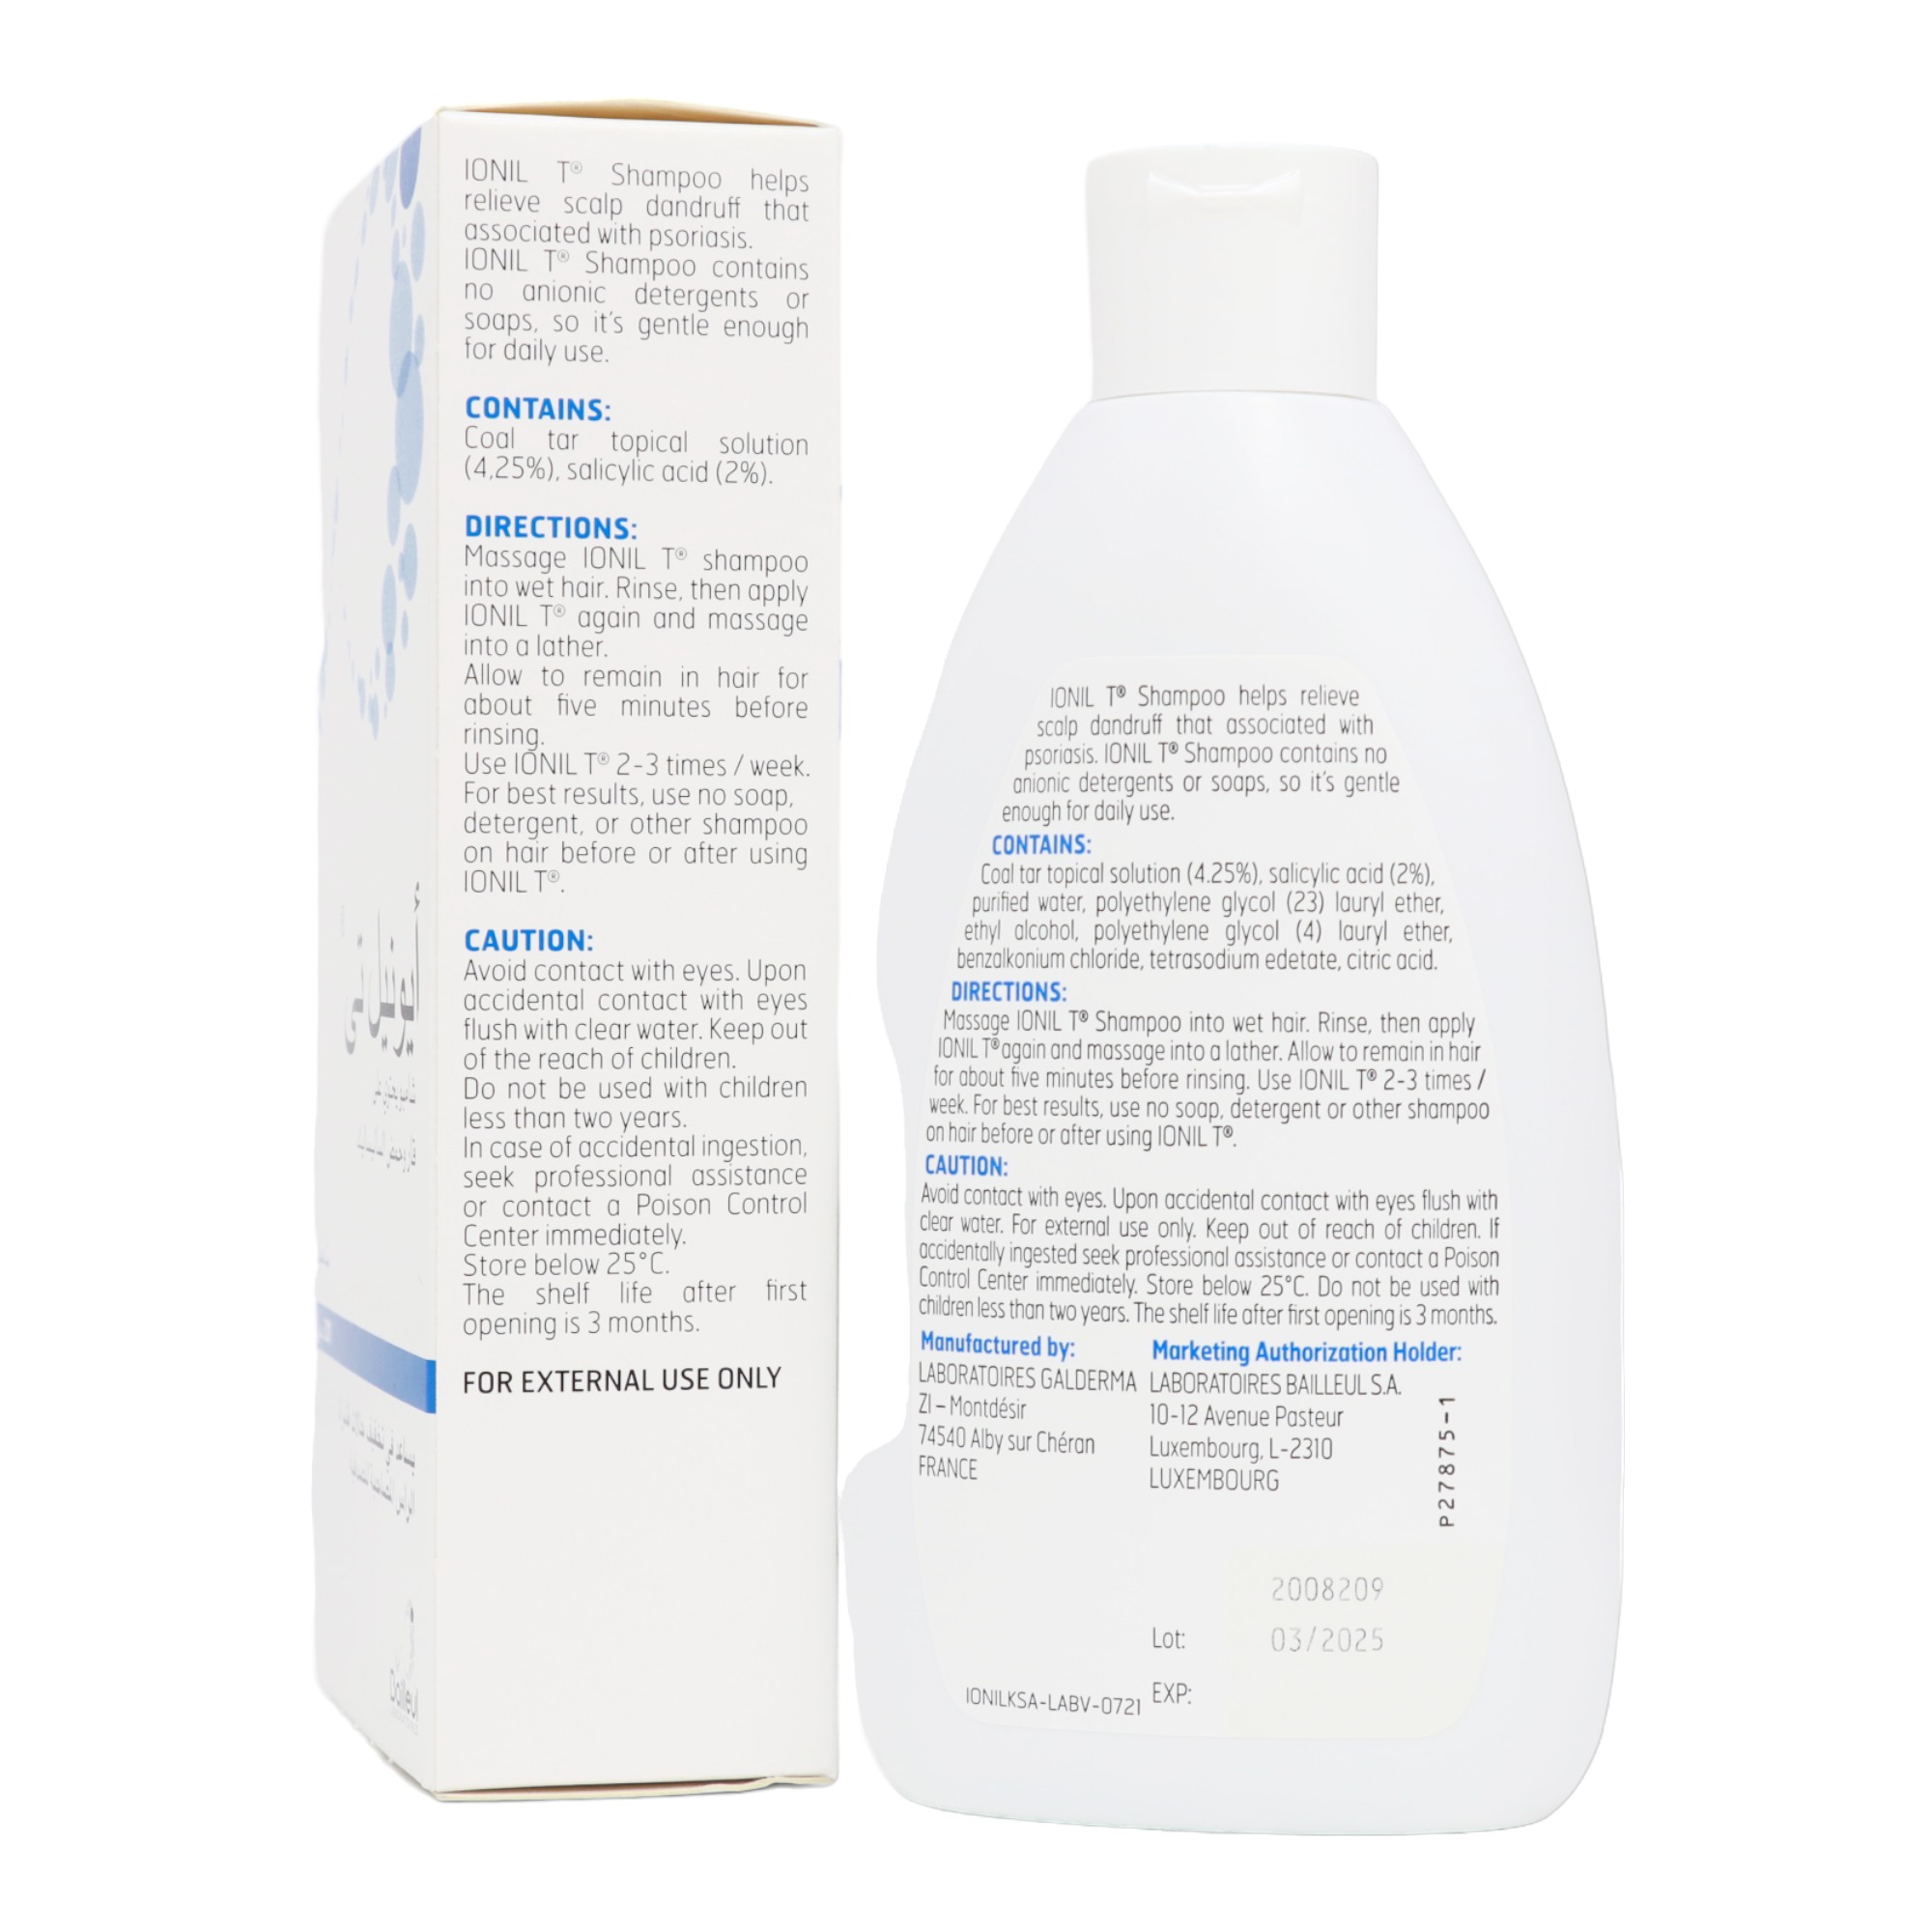 IONIL T® Shampoo helps
relieve scalp dandruff that
associated with psoriasis.
IONIL T® Shampoo contains
no anionic detergents or
soaps, so it's gentle enough
for daily use.
CONTAINS:
Coal tar topical solution
(4,25%), salicylic acid (2%).
DIRECTIONS:
Massage IONIL T® shampoo
into wet hair. Rinse, then apply
IONIL T® again and massage
into a lather.
Allow to remain in hair for
about five minutes before
rinsing.
Use IONIL T® 2-3 times / week.
For best results, use no soap,
detergent, or other shampoo
on hair before or after using
IONIL T®.
CAUTION:
Avoid contact with eyes. Upon
accidental contact with eyes
flush with clear water. Keep out
of the reach of children.
Do not be used with children
less than two years.
In case of accidental ingestion,
seek professional assistance
or contact a Poison Control
Center immediately.
Store below 25°C.
The shelf life after first
opening is 3 months.
FOR EXTERNAL USE ONLY
أيونيل تي
شامبو يحتوي على
Bailleul
IONIL T® Shampoo helps relieve
scalp dandruff that associated with
psoriasis. IONIL T® Shampoo contains no
anionic detergents or soaps, so it's gentle
enough for daily use.
CONTAINS:
Coal tar topical solution (4.25%), salicylic acid (2%),
purified water, polyethylene glycol (23) lauryl ether,
ethyl alcohol, polyethylene glycol (4) lauryl ether,
benzalkonium chloride, tetrasodium edetate, citric acid.
DIRECTIONS:
Massage IONIL T® Shampoo into wet hair. Rinse, then apply
IONIL T® again and massage into a lather. Allow to remain in hair
for about five minutes before rinsing. Use IONIL T® 2-3 times /
week. For best results, use no soap, detergent or other shampoo
on hair before or after using IONIL T®.
CAUTION:
Avoid contact with eyes. Upon accidental contact with eyes flush with
clear water. For external use only. Keep out of reach of children. If
accidentally ingested seek professional assistance or contact a Poison
Control Center immediately. Store below 25°C. Do not be used with
children less than two years. The shelf life after first opening is 3 months.
Manufactured by:
LABORATOIRES GALDERMA
ZI – Montdésir
74540 Alby sur Chéran
FRANCE
Marketing Authorization Holder:
LABORATOIRES BAILLEUL S.A.
10-12 Avenue Pasteur
Luxembourg, L-2310
LUXEMBOURG
P27875-1
2008209
Lot: 03/2025
EXP:
IONILKSA-LABV-0721